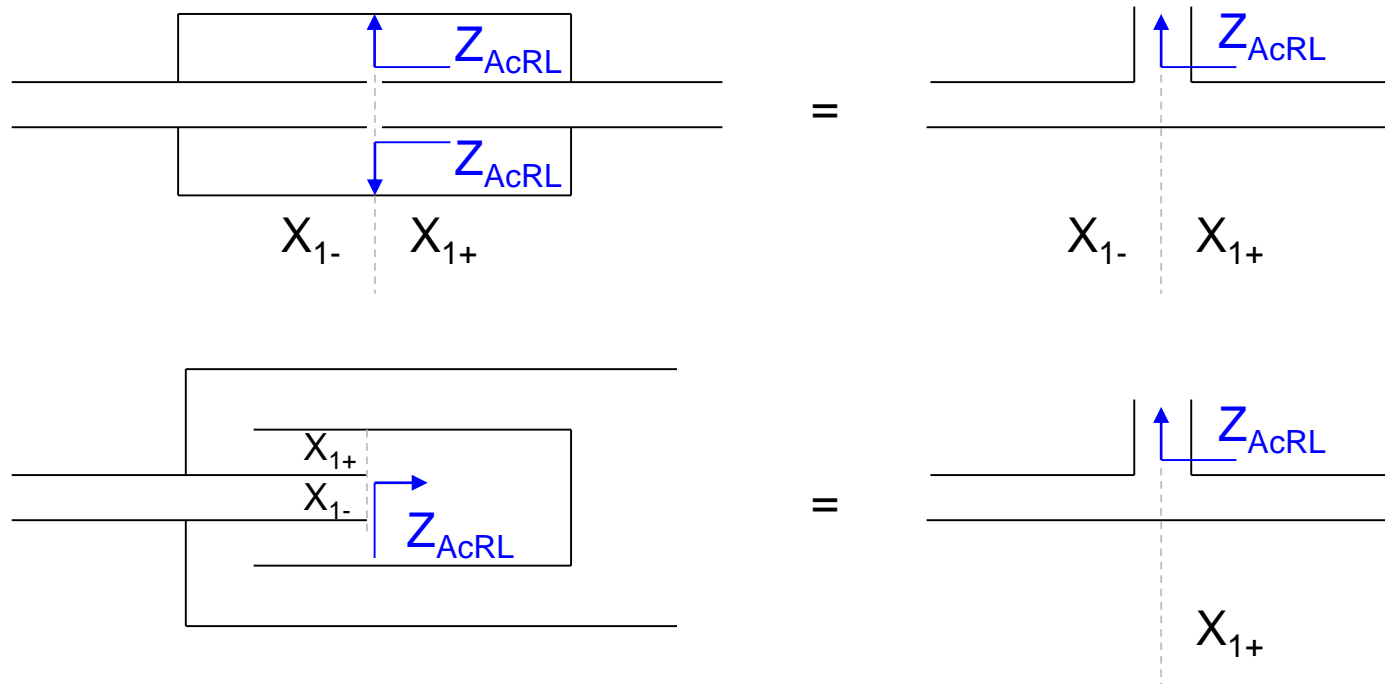 Z_AcRL
Z_AcRL
X_1- X_1+
=
Z_AcRL
X_1- X_1+
X_1+
X_1-
Z_AcRL
=
Z_AcRL
X_1+